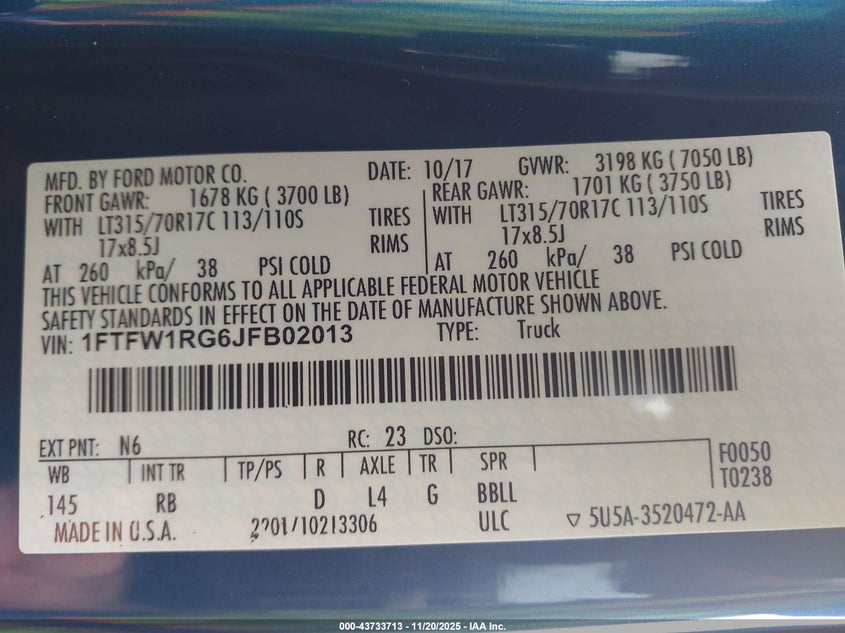 MFD. BY FORD MOTOR CO. DATE: 10/17 GVWR: 3198 KG ( 7050 LB)
FRONT GAWR: 1678 KG ( 3700 LB) REAR GAWR: 1701 KG ( 3750 LB)
WITH LT315/70R17C 113/110S TIRES WITH LT315/70R17C 113/110S TIRES
17x8.5J RIMS 17x8.5J RIMS
AT 260 kPa/ 38 PSI COLD AT 260 kPa/ 38 PSI COLD
THIS VEHICLE CONFORMS TO ALL APPLICABLE FEDERAL MOTOR VEHICLE
SAFETY STANDARDS IN EFFECT ON THE DATE OF MANUFACTURE SHOWN ABOVE.
VIN: 1FTFW1RG6JFB02013 TYPE: Truck
EXT PNT: N6 RC: 23 DSO:
WB INT TR TP/PS R AXLE TR SPR F0050
T0238
145 RB D L4 G BBLL
MADE IN U.S.A. ULC ▽ 5U5A-3520472-AA
000-43733713 - 11/20/2025 - IAA Inc.